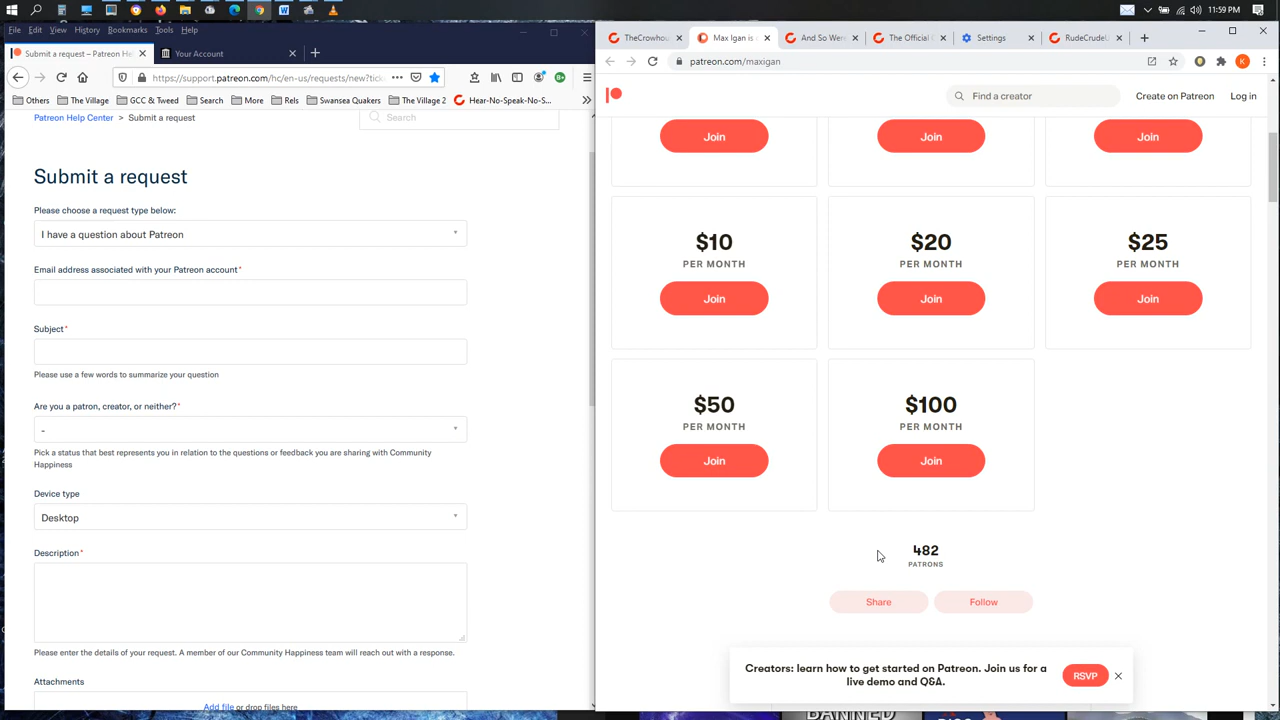 5:39 PM
File Edit View History Bookmarks Tools Help
Submit a request – Patreon He
Your Account
TheCrowhou
Max Igan is
And So Were
The Official
Settings
RudeCrudeU
https://support.patreon.com/hc/en-us/requests/new?tick
patreon.com/maxigan
Others The Village GCC & Tweed Search More Rels Swansea Quakers The Village 2 Hear-No-Speak-No-S...
Find a creator
Create on Patreon
Log in
Patreon Help Center > Submit a request
Search
Submit a request
Please choose a request type below:
I have a question about Patreon
Email address associated with your Patreon account*
Subject*
Please use a few words to summarize your question
Are you a patron, creator, or neither?*
-
Pick a status that best represents you in relation to the questions or feedback you are sharing with Community
Happiness
Device type
Desktop
Description*
Please enter the details of your request. A member of our Community Happiness team will reach out with a response.
Attachments
Add file or drop files here
Join Join Join
$10 $20 $25
PER MONTH PER MONTH PER MONTH
Join Join Join
$50 $100
PER MONTH PER MONTH
Join Join
482
PATRONS
Share Follow
Creators: learn how to get started on Patreon. Join us for a
live demo and Q&A.
RSVP
BANNED